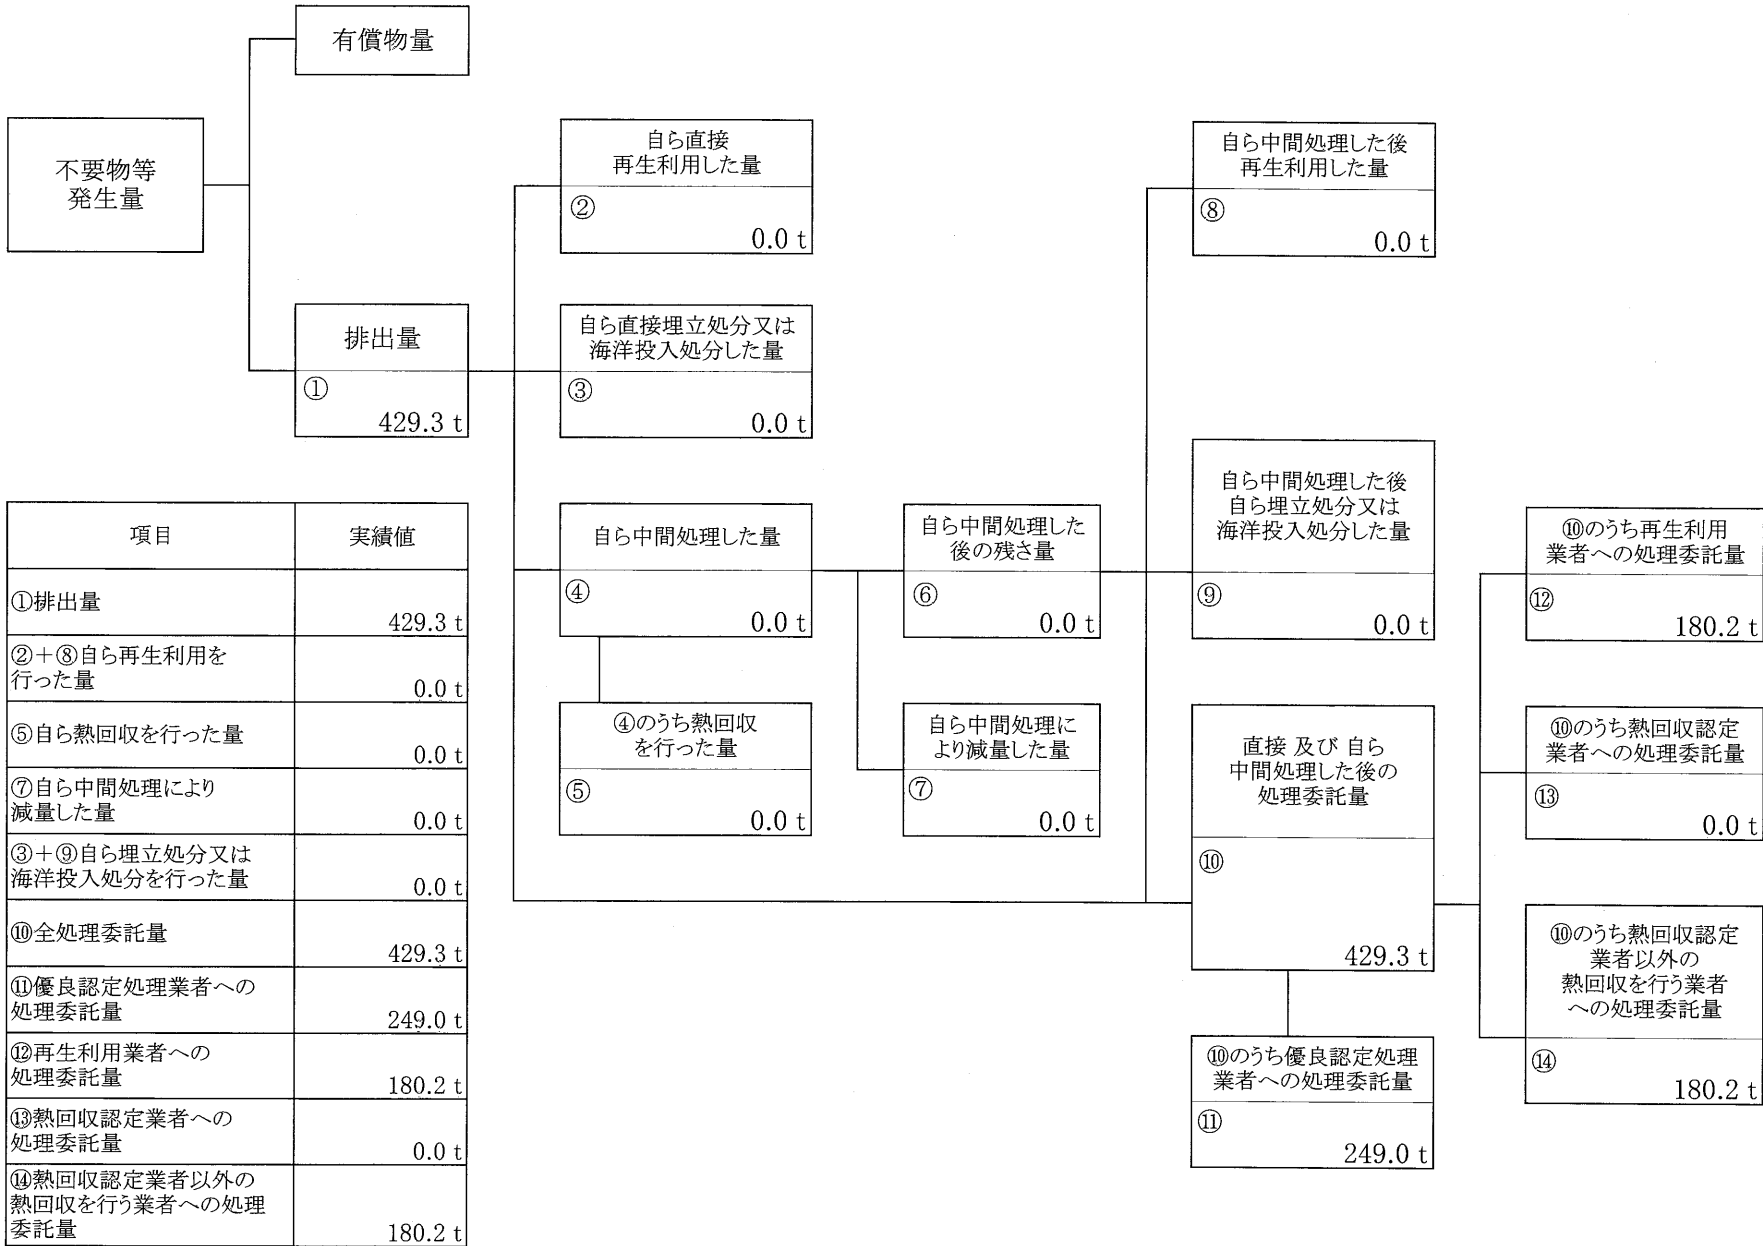 有償物量
不要物等
発生量
排出量
①
429.3 t
自ら直接
再生利用した量
②
0.0 t
自ら直接埋立処分又は
海洋投入処分した量
③
0.0 t
自ら中間処理した量
④
0.0 t
④のうち熱回収
を行った量
⑤
0.0 t
自ら中間処理した
後の残さ量
⑥
0.0 t
自ら中間処理に
より減量した量
⑦
0.0 t
自ら中間処理した後
再生利用した量
⑧
0.0 t
自ら中間処理した後
自ら埋立処分又は
海洋投入処分した量
⑨
0.0 t
直接 及び 自ら
中間処理した後の
処理委託量
⑩
429.3 t
⑩のうち優良認定処理
業者への処理委託量
⑪
249.0 t
⑩のうち再生利用
業者への処理委託量
⑫
180.2 t
⑩のうち熱回収認定
業者への処理委託量
⑬
0.0 t
⑩のうち熱回収認定
業者以外の
熱回収を行う業者
への処理委託量
⑭
180.2 t
項目 実績値
①排出量
429.3 t
②＋⑧自ら再生利用を
行った量
0.0 t
⑤自ら熱回収を行った量
0.0 t
⑦自ら中間処理により
減量した量
0.0 t
③＋⑨自ら埋立処分又は
海洋投入処分を行った量
0.0 t
⑩全処理委託量
429.3 t
⑪優良認定処理業者への
処理委託量
249.0 t
⑫再生利用業者への
処理委託量
180.2 t
⑬熱回収認定業者への
処理委託量
0.0 t
⑭熱回収認定業者以外の
熱回収を行う業者への処理
委託量
180.2 t